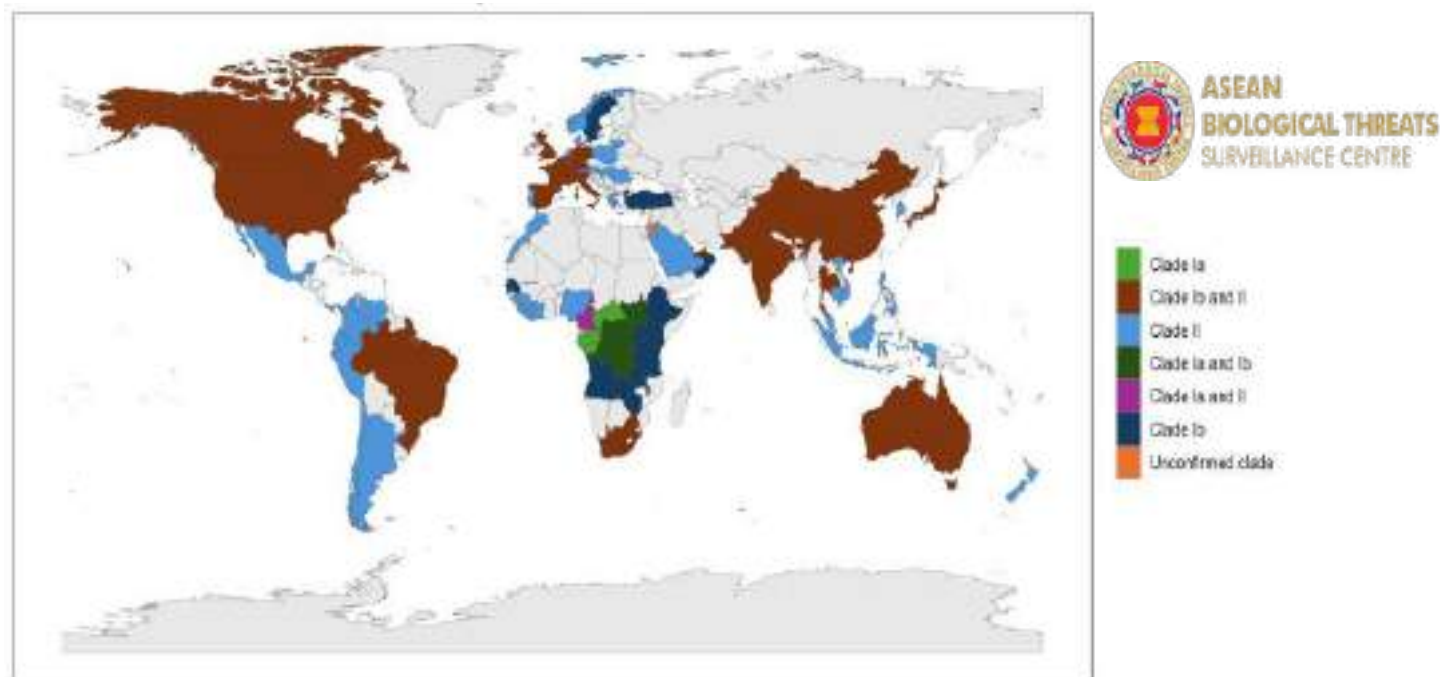 ASEAN
BIOLOGICAL THREATS
SURVEILLANCE CENTRE
Clade Ia
Clade Ib and II
Clade II
Clade Ia and Ib
Clade Ia and II
Clade Ib
Unconfirmed clade